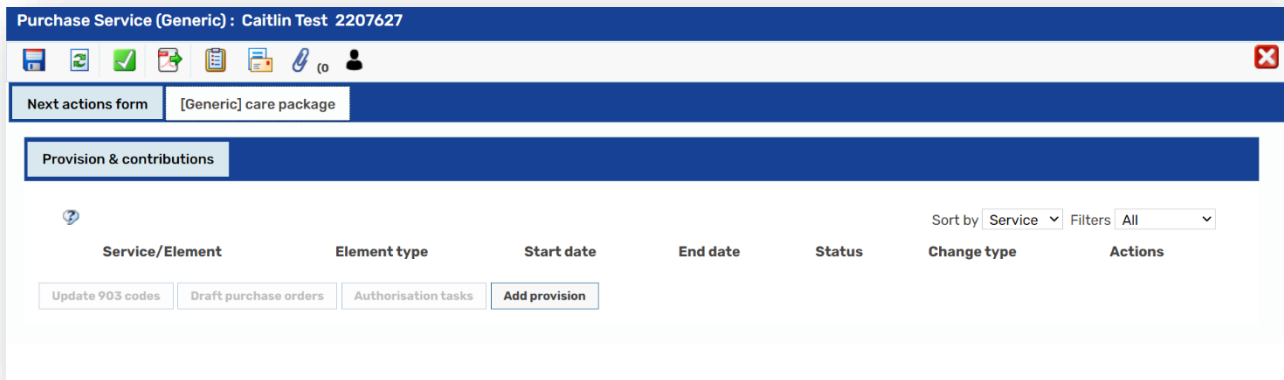 Purchase Service (Generic) : Caitlin Test 2207627
(0
Next actions form [Generic] care package
Provision & contributions
Sort by Service Filters All
Service/Element Element type Start date End date Status Change type Actions
Update 903 codes Draft purchase orders Authorisation tasks Add provision